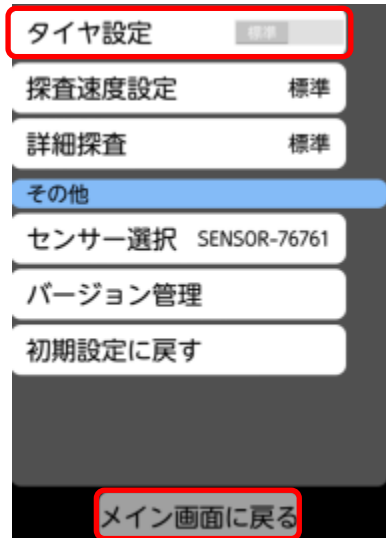 タイヤ設定 標準
探査速度設定 標準
詳細探査 標準
その他
センサー選択 SENSOR-76761
バージョン管理
初期設定に戻す
メイン画面に戻る